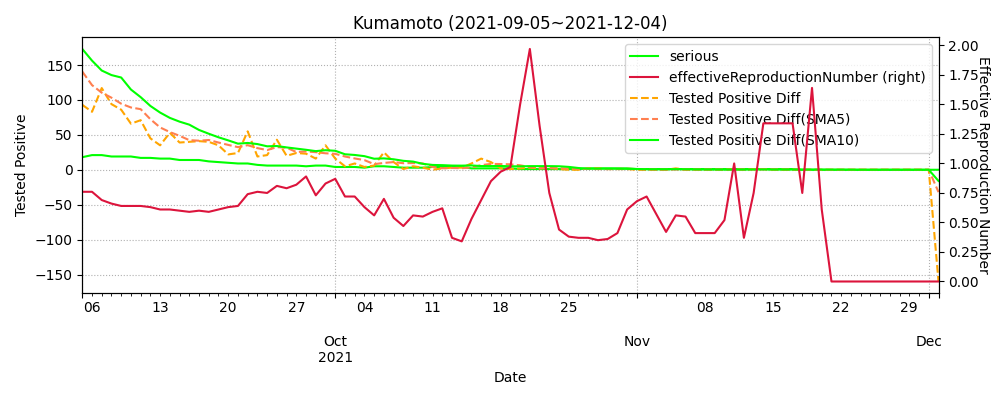 Kumamoto (2021-09-05~2021-12-04)
Tested Positive
150
100
50
0
−50
−100
−150
serious
effectiveReproductionNumber (right)
Tested Positive Diff
Tested Positive Diff(SMA5)
Tested Positive Diff(SMA10)
2.00
1.75
1.50
1.25
1.00
0.75
0.50
0.25
0.00
Effective Reproduction Number
06 13 20 27 04 11 18 25 08 15 22 29
Oct Nov Dec
2021
Date